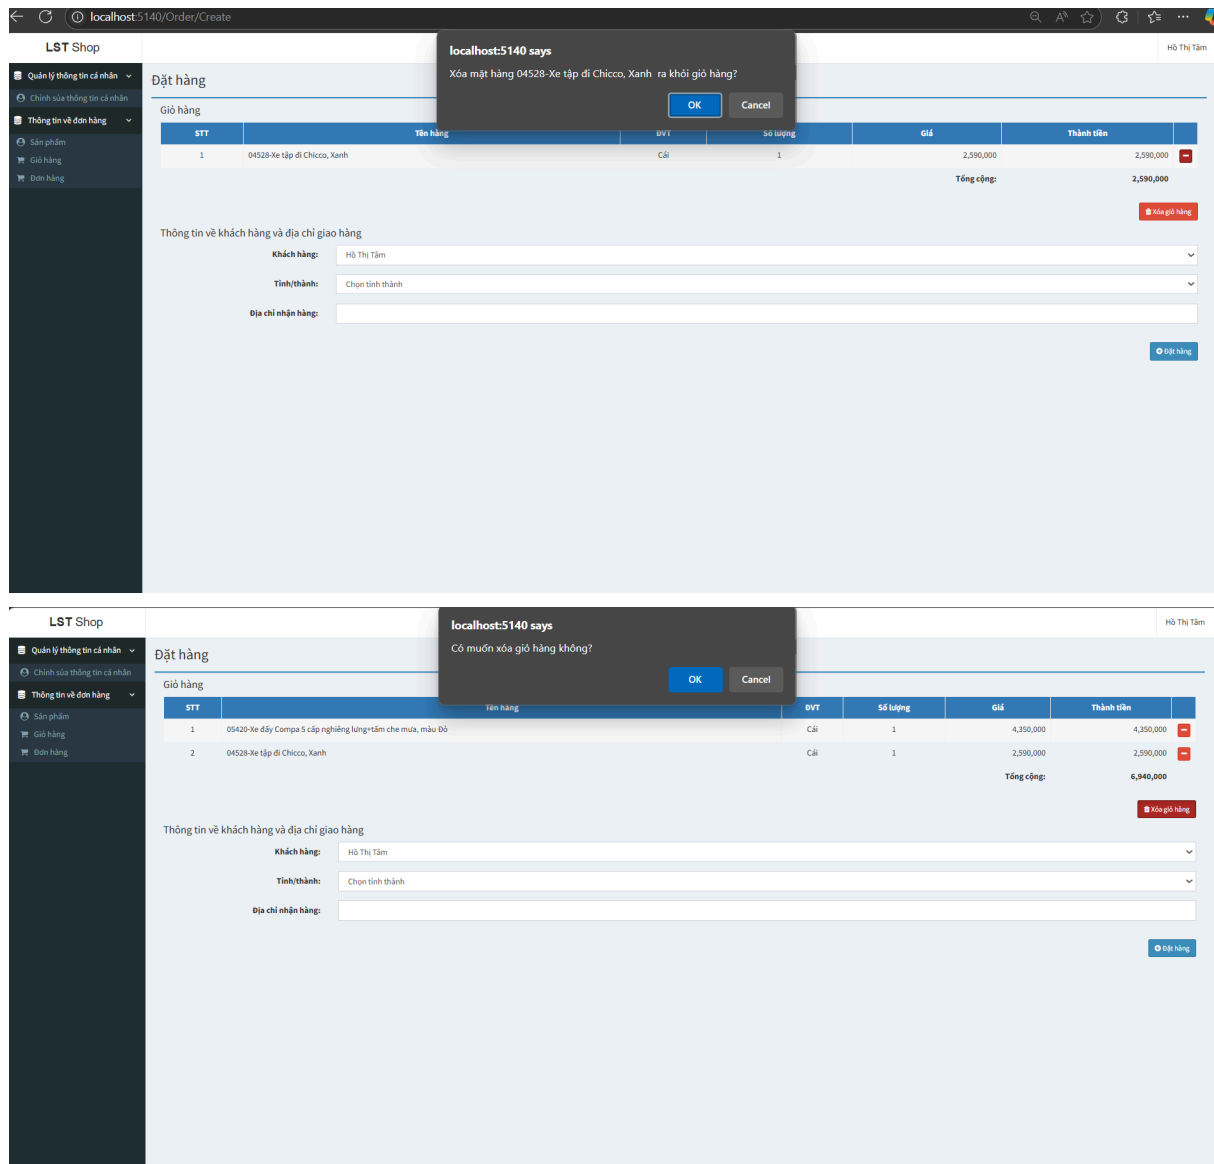 localhost:5140/Order/Create
LST Shop
Hồ Thị Tâm
localhost:5140 says
Xóa mặt hàng 04528-Xe tập đi Chicco, Xanh ra khỏi giỏ hàng?
OK Cancel
Quản lý thông tin cá nhân
Chỉnh sửa thông tin cá nhân
Thông tin về đơn hàng
Sản phẩm
Giỏ hàng
Đơn hàng
Đặt hàng
Giỏ hàng
STT Tên hàng ĐVT Số lượng Giá Thành tiền
1 04528-Xe tập đi Chicco, Xanh Cái 1 2,590,000 2,590,000
Tổng cộng: 2,590,000
Xóa giỏ hàng
Thông tin về khách hàng và địa chỉ giao hàng
Khách hàng: Hồ Thị Tâm
Tỉnh/thành: Chọn tỉnh thành
Địa chỉ nhận hàng:
Đặt hàng
LST Shop
Hồ Thị Tâm
localhost:5140 says
Có muốn xóa giỏ hàng không?
OK Cancel
Quản lý thông tin cá nhân
Chỉnh sửa thông tin cá nhân
Thông tin về đơn hàng
Sản phẩm
Giỏ hàng
Đơn hàng
Đặt hàng
Giỏ hàng
STT Tên hàng ĐVT Số lượng Giá Thành tiền
1 05420-Xe đẩy Compa 5 cấp nghiêng lưng+tấm che mưa, màu Đỏ Cái 1 4,350,000 4,350,000
2 04528-Xe tập đi Chicco, Xanh Cái 1 2,590,000 2,590,000
Tổng cộng: 6,940,000
Xóa giỏ hàng
Thông tin về khách hàng và địa chỉ giao hàng
Khách hàng: Hồ Thị Tâm
Tỉnh/thành: Chọn tỉnh thành
Địa chỉ nhận hàng:
Đặt hàng